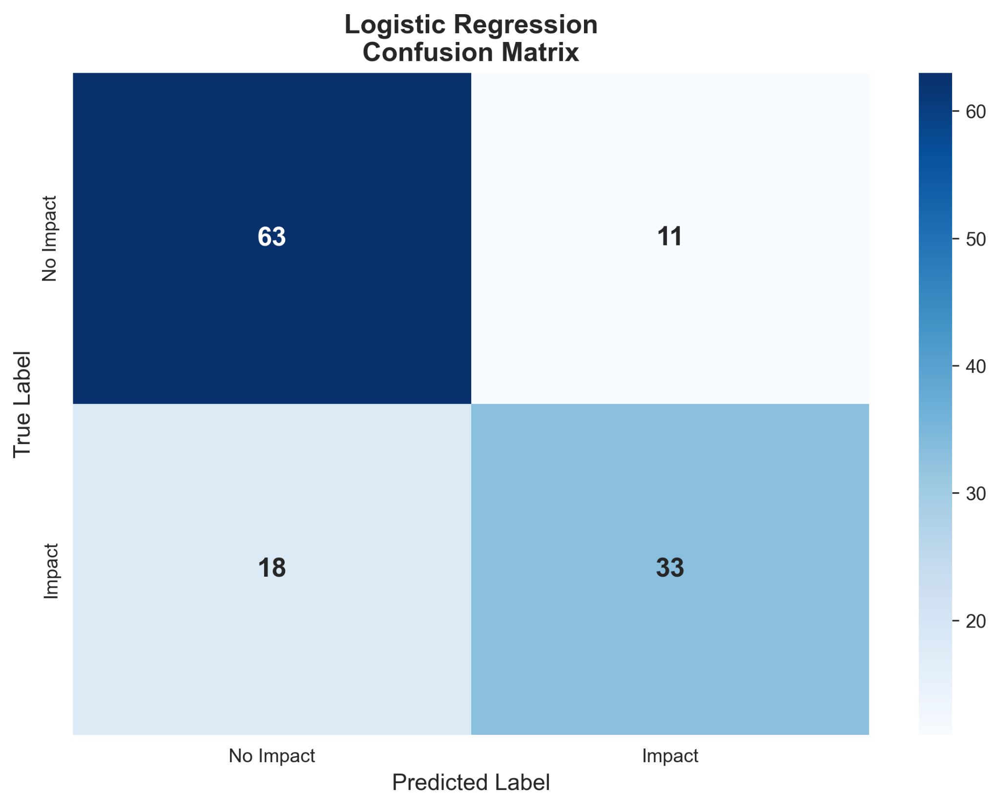 Logistic Regression
Confusion Matrix
True Label
No Impact
63
11
Impact
18
33
No Impact
Impact
Predicted Label
60
50
40
30
20